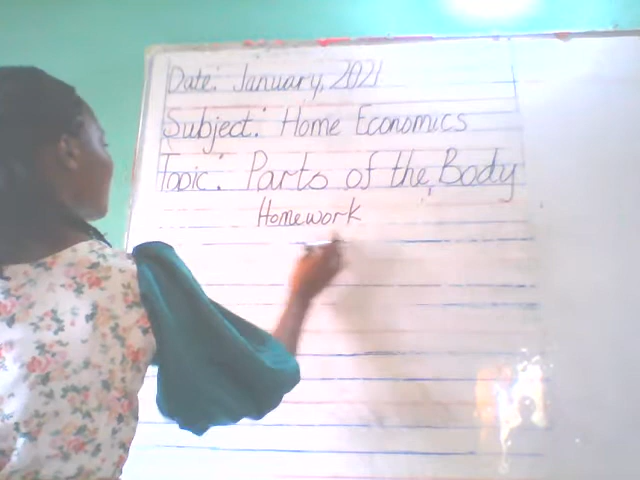 Date: January, 2021
Subject: Home Economics
Topic: Parts of the Body
Homework